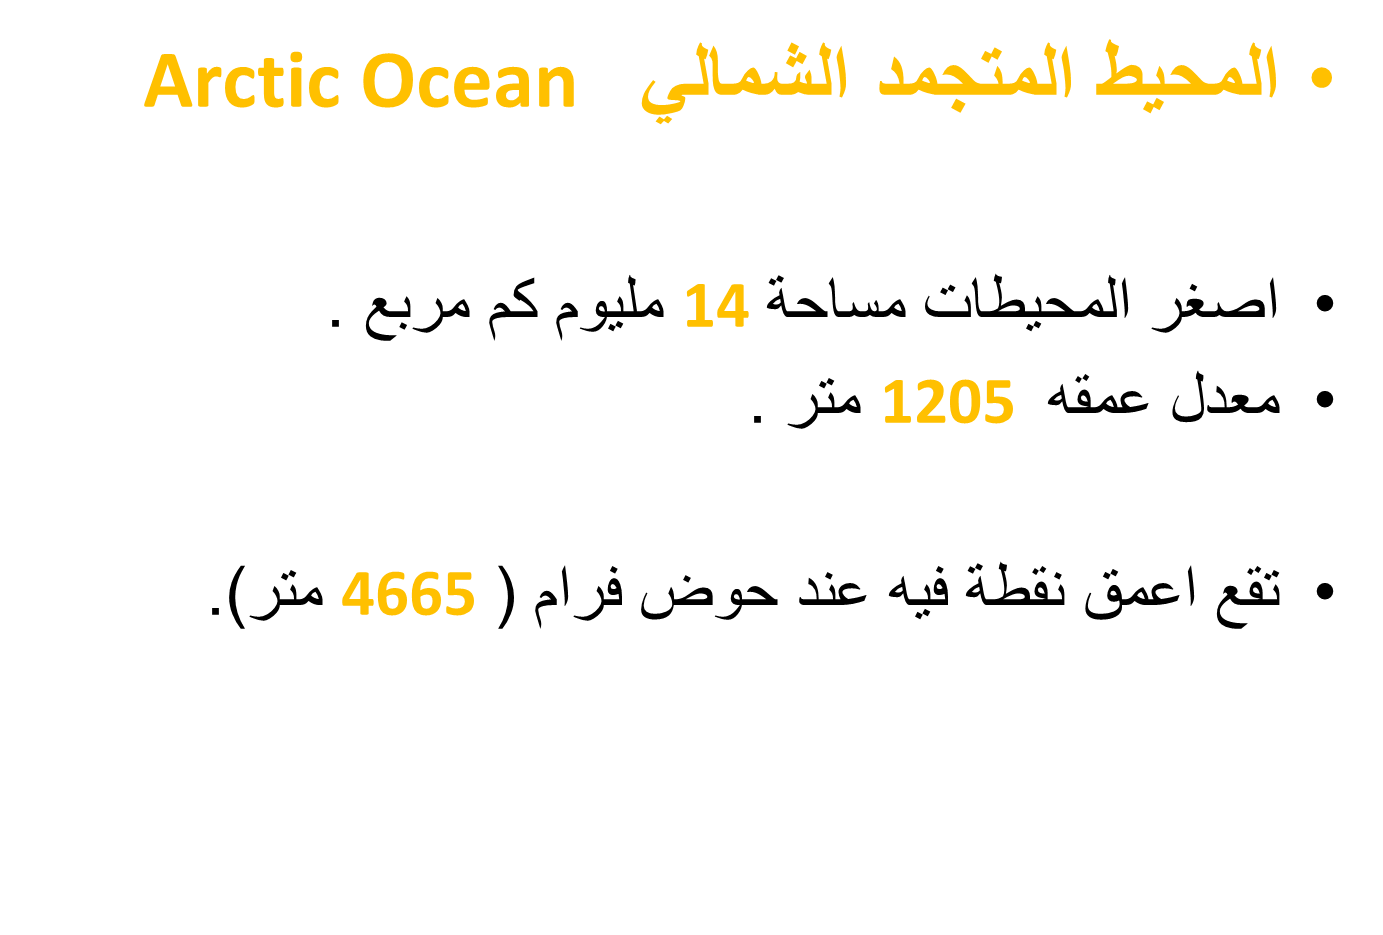 • المحيط المتجمد الشمالي Arctic Ocean
• اصغر المحيطات مساحة 14 مليوم كم مربع .
• معدل عمقه 1205 متر .
• تقع اعمق نقطة فيه عند حوض فرام ( 4665 متر).